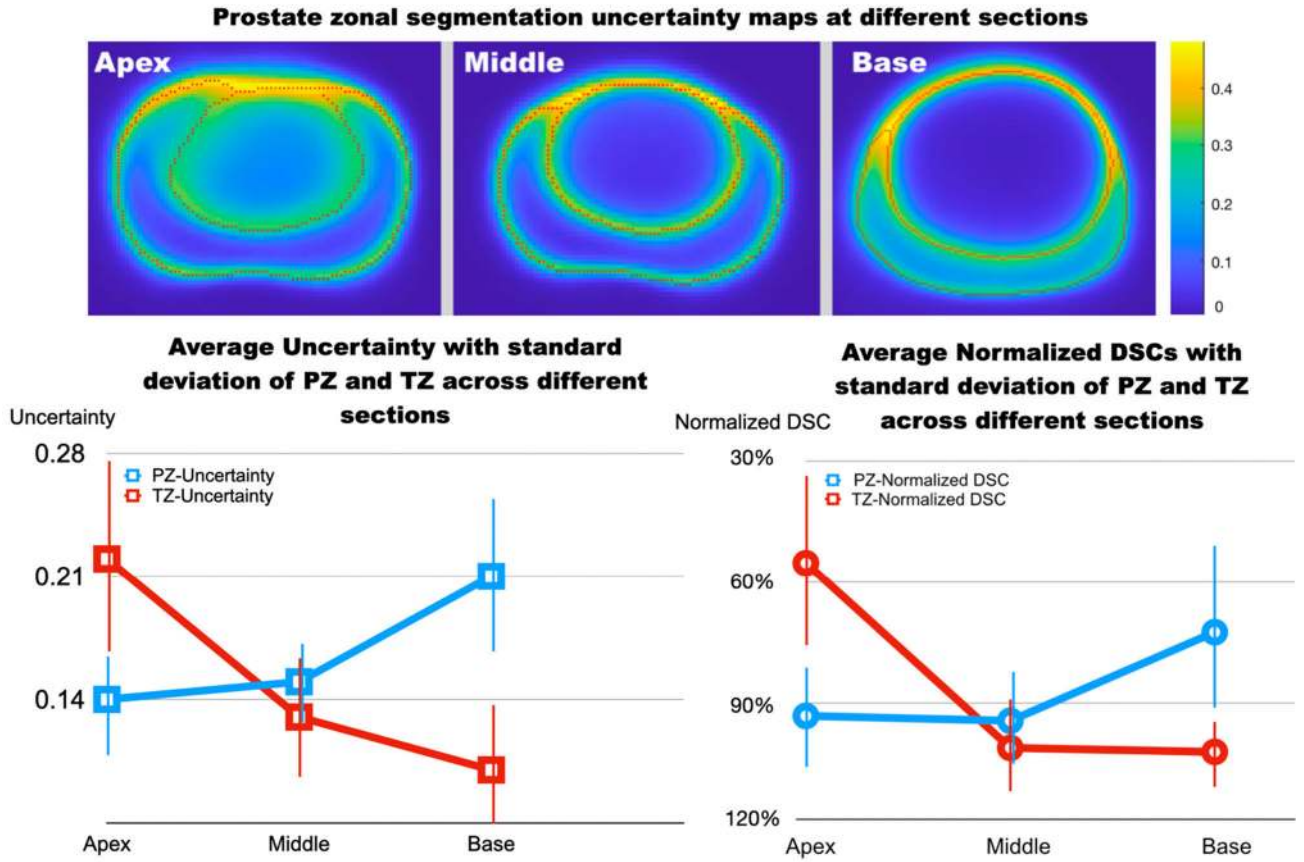 Prostate zonal segmentation uncertainty maps at different sections
Apex
Middle
Base
0.4
0.3
0.2
0.1
0
Average Uncertainty with standard
deviation of PZ and TZ across different
sections
Uncertainty
0.28
0.21
0.14
PZ-Uncertainty
TZ-Uncertainty
Apex
Middle
Base
Average Normalized DSCs with
standard deviation of PZ and TZ
across different sections
Normalized DSC
30%
60%
90%
120%
PZ-Normalized DSC
TZ-Normalized DSC
Apex
Middle
Base